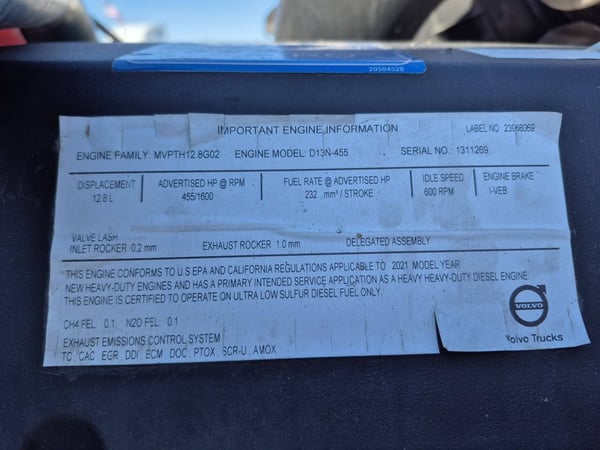 20504528
IMPORTANT ENGINE INFORMATION
LABEL NO 23968069
ENGINE FAMILY: MVPTH12.8G02 ENGINE MODEL: D13N-455 SERIAL NO: 1311269
DISPLACEMENT ADVERTISED HP @ RPM FUEL RATE @ ADVERTISED HP IDLE SPEED ENGINE BRAKE
12.8 L 455/1600 232 mm³ / STROKE 600 RPM I-VEB
VALVE LASH
INLET ROCKER 0.2 mm EXHAUST ROCKER 1.0 mm DELEGATED ASSEMBLY
THIS ENGINE CONFORMS TO U.S EPA AND CALIFORNIA REGULATIONS APPLICABLE TO 2021 MODEL YEAR
NEW HEAVY-DUTY ENGINES AND HAS A PRIMARY INTENDED SERVICE APPLICATION AS A HEAVY HEAVY-DUTY DIESEL ENGINE
THIS ENGINE IS CERTIFIED TO OPERATE ON ULTRA LOW SULFUR DIESEL FUEL ONLY.
CH4 FEL: 0.1 N2O FEL: 0.1
EXHAUST EMISSIONS CONTROL SYSTEM
TC, CAC, EGR, DDI, ECM, DOC, PTOX, SCR-U, AMOX
VOLVO
Volvo Trucks